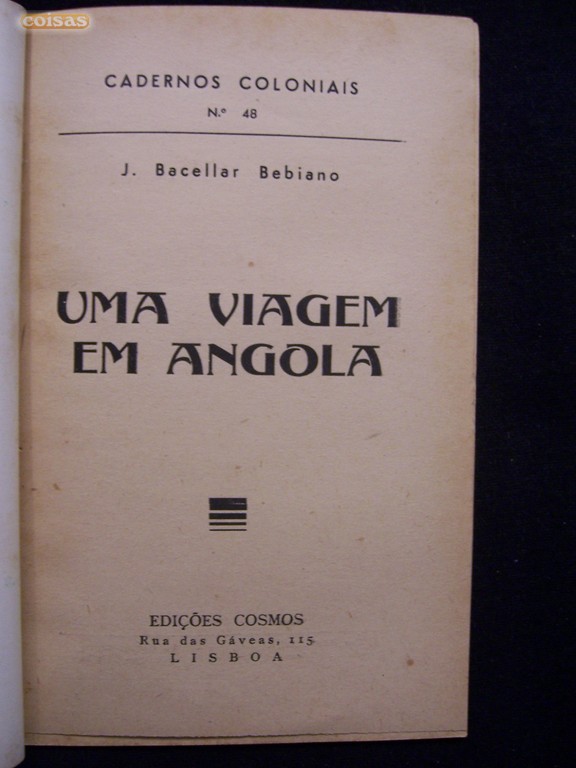 coisas
CADERNOS COLONIAIS
N.º 48
J. Bacellar Bebiano
UMA VIAGEM
EM ANGOLA
EDIÇÕES COSMOS
Rua das Gáveas, 115
LISBOA